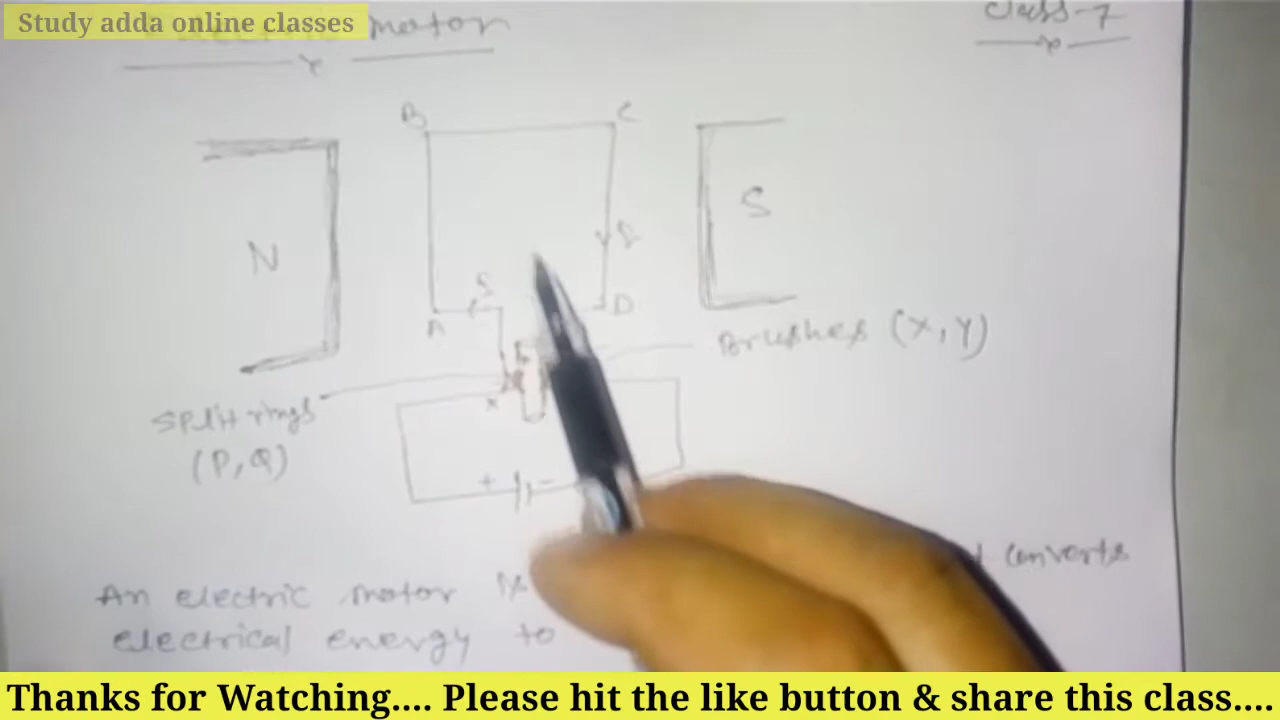 Study adda online classes
motor
Class-7
B
C
N
S
A
D
Brushes (X, Y)
Split rings
(P, Q)
X
+
-
An electric motor is
converts
electrical energy to
Thanks for Watching.... Please hit the like button & share this class....